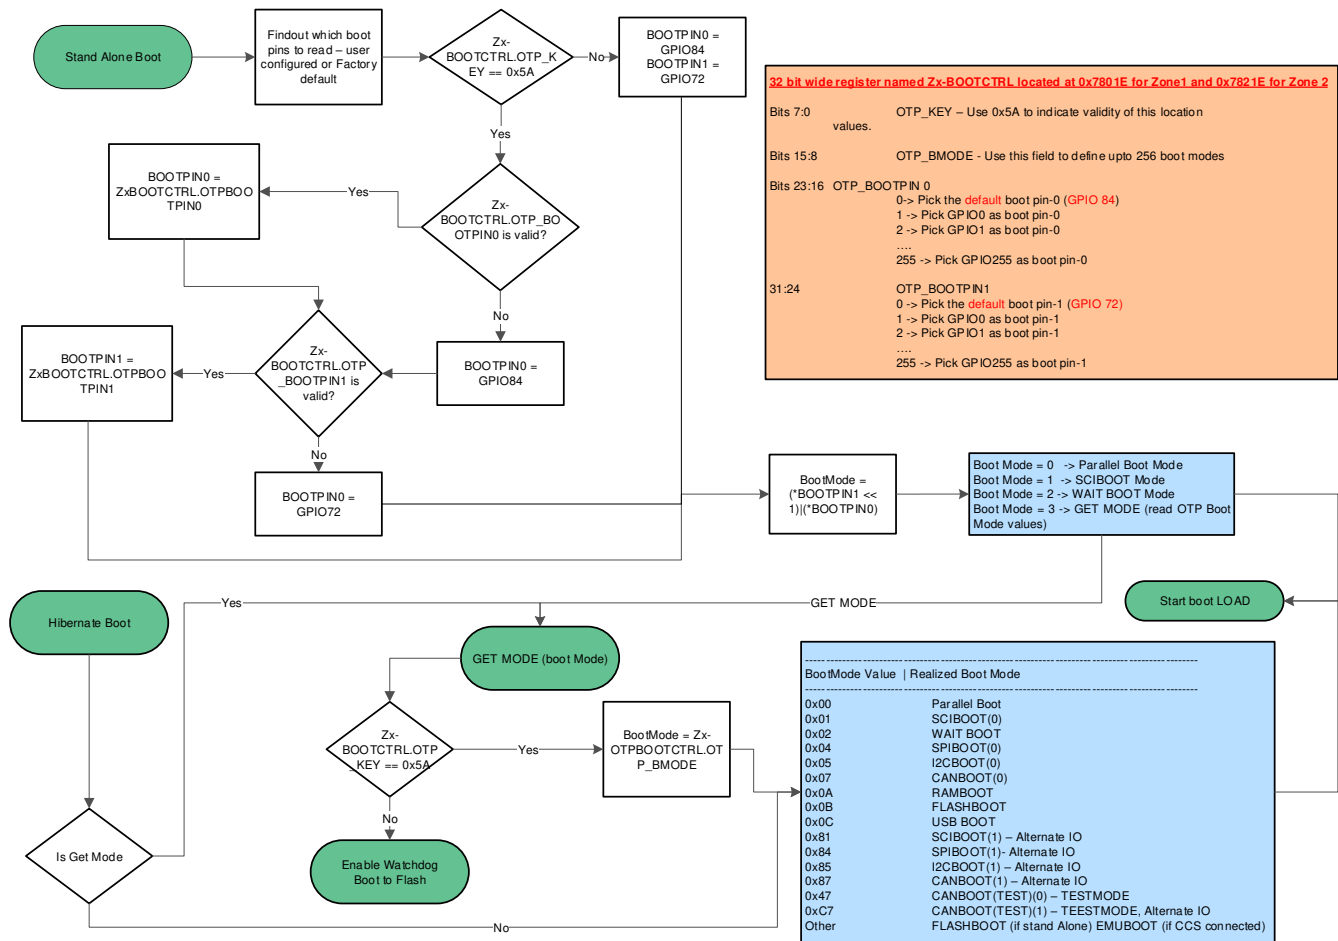 Stand Alone Boot
Findout which boot
pins to read – user
configured or Factory
default
Zx-
BOOTCTRL.OTP_K
EY == 0x5A
No
BOOTPIN0 =
GPIO84
BOOTPIN1 =
GPIO72
Yes
32 bit wide register named Zx-BOOTCTRL located at 0x7801E for Zone1 and 0x7821E for Zone 2
Bits 7:0 OTP_KEY – Use 0x5A to indicate validity of this location
values.
Bits 15:8 OTP_BMODE - Use this field to define upto 256 boot modes
Bits 23:16 OTP_BOOTPIN 0
0-> Pick the default boot pin-0 (GPIO 84)
1 -> Pick GPIO0 as boot pin-0
2 -> Pick GPIO1 as boot pin-0
....
255 -> Pick GPIO255 as boot pin-0
31:24 OTP_BOOTPIN1
0 -> Pick the default boot pin-1 (GPIO 72)
1 -> Pick GPIO0 as boot pin-1
2 -> Pick GPIO1 as boot pin-1
....
255 -> Pick GPIO255 as boot pin-1
BOOTPIN0 =
ZxBOOTCTRL.OTPBOO
TPIN0
Yes
Zx-
BOOTCTRL.OTP_BO
OTPIN0 is valid?
No
BOOTPIN0 =
GPIO84
Zx-
BOOTCTRL.OTP
_BOOTPIN1 is
valid?
Yes
BOOTPIN1 =
ZxBOOTCTRL.OTPBOO
TPIN1
No
BOOTPIN0 =
GPIO72
BootMode =
(*BOOTPIN1 <<
1)|(*BOOTPIN0)
Boot Mode = 0 -> Parallel Boot Mode
Boot Mode = 1 -> SCIBOOT Mode
Boot Mode = 2 -> WAIT BOOT Mode
Boot Mode = 3 -> GET MODE (read OTP Boot
Mode values)
Start boot LOAD
Hibernate Boot
Yes
GET MODE
GET MODE (boot Mode)
Zx-
BOOTCTRL.OTP
_KEY == 0x5A
Yes
BootMode = Zx-
OTPBOOTCTRL.OT
P_BMODE
No
Enable Watchdog
Boot to Flash
Is Get Mode
No
--------------------------------------------------------------------------------------------
BootMode Value | Realized Boot Mode
--------------------------------------------------------------------------------------------
0x00 Parallel Boot
0x01 SCIBOOT(0)
0x02 WAIT BOOT
0x04 SPIBOOT(0)
0x05 I2CBOOT(0)
0x07 CANBOOT(0)
0x0A RAMBOOT
0x0B FLASHBOOT
0x0C USB BOOT
0x81 SCIBOOT(1) – Alternate IO
0x84 SPIBOOT(1)- Alternate IO
0x85 I2CBOOT(1) – Alternate IO
0x87 CANBOOT(1) – Alternate IO
0x47 CANBOOT(TEST)(0) – TESTMODE
0xC7 CANBOOT(TEST)(1) – TEESTMODE, Alternate IO
Other FLASHBOOT (if stand Alone) EMUBOOT (if CCS connected)